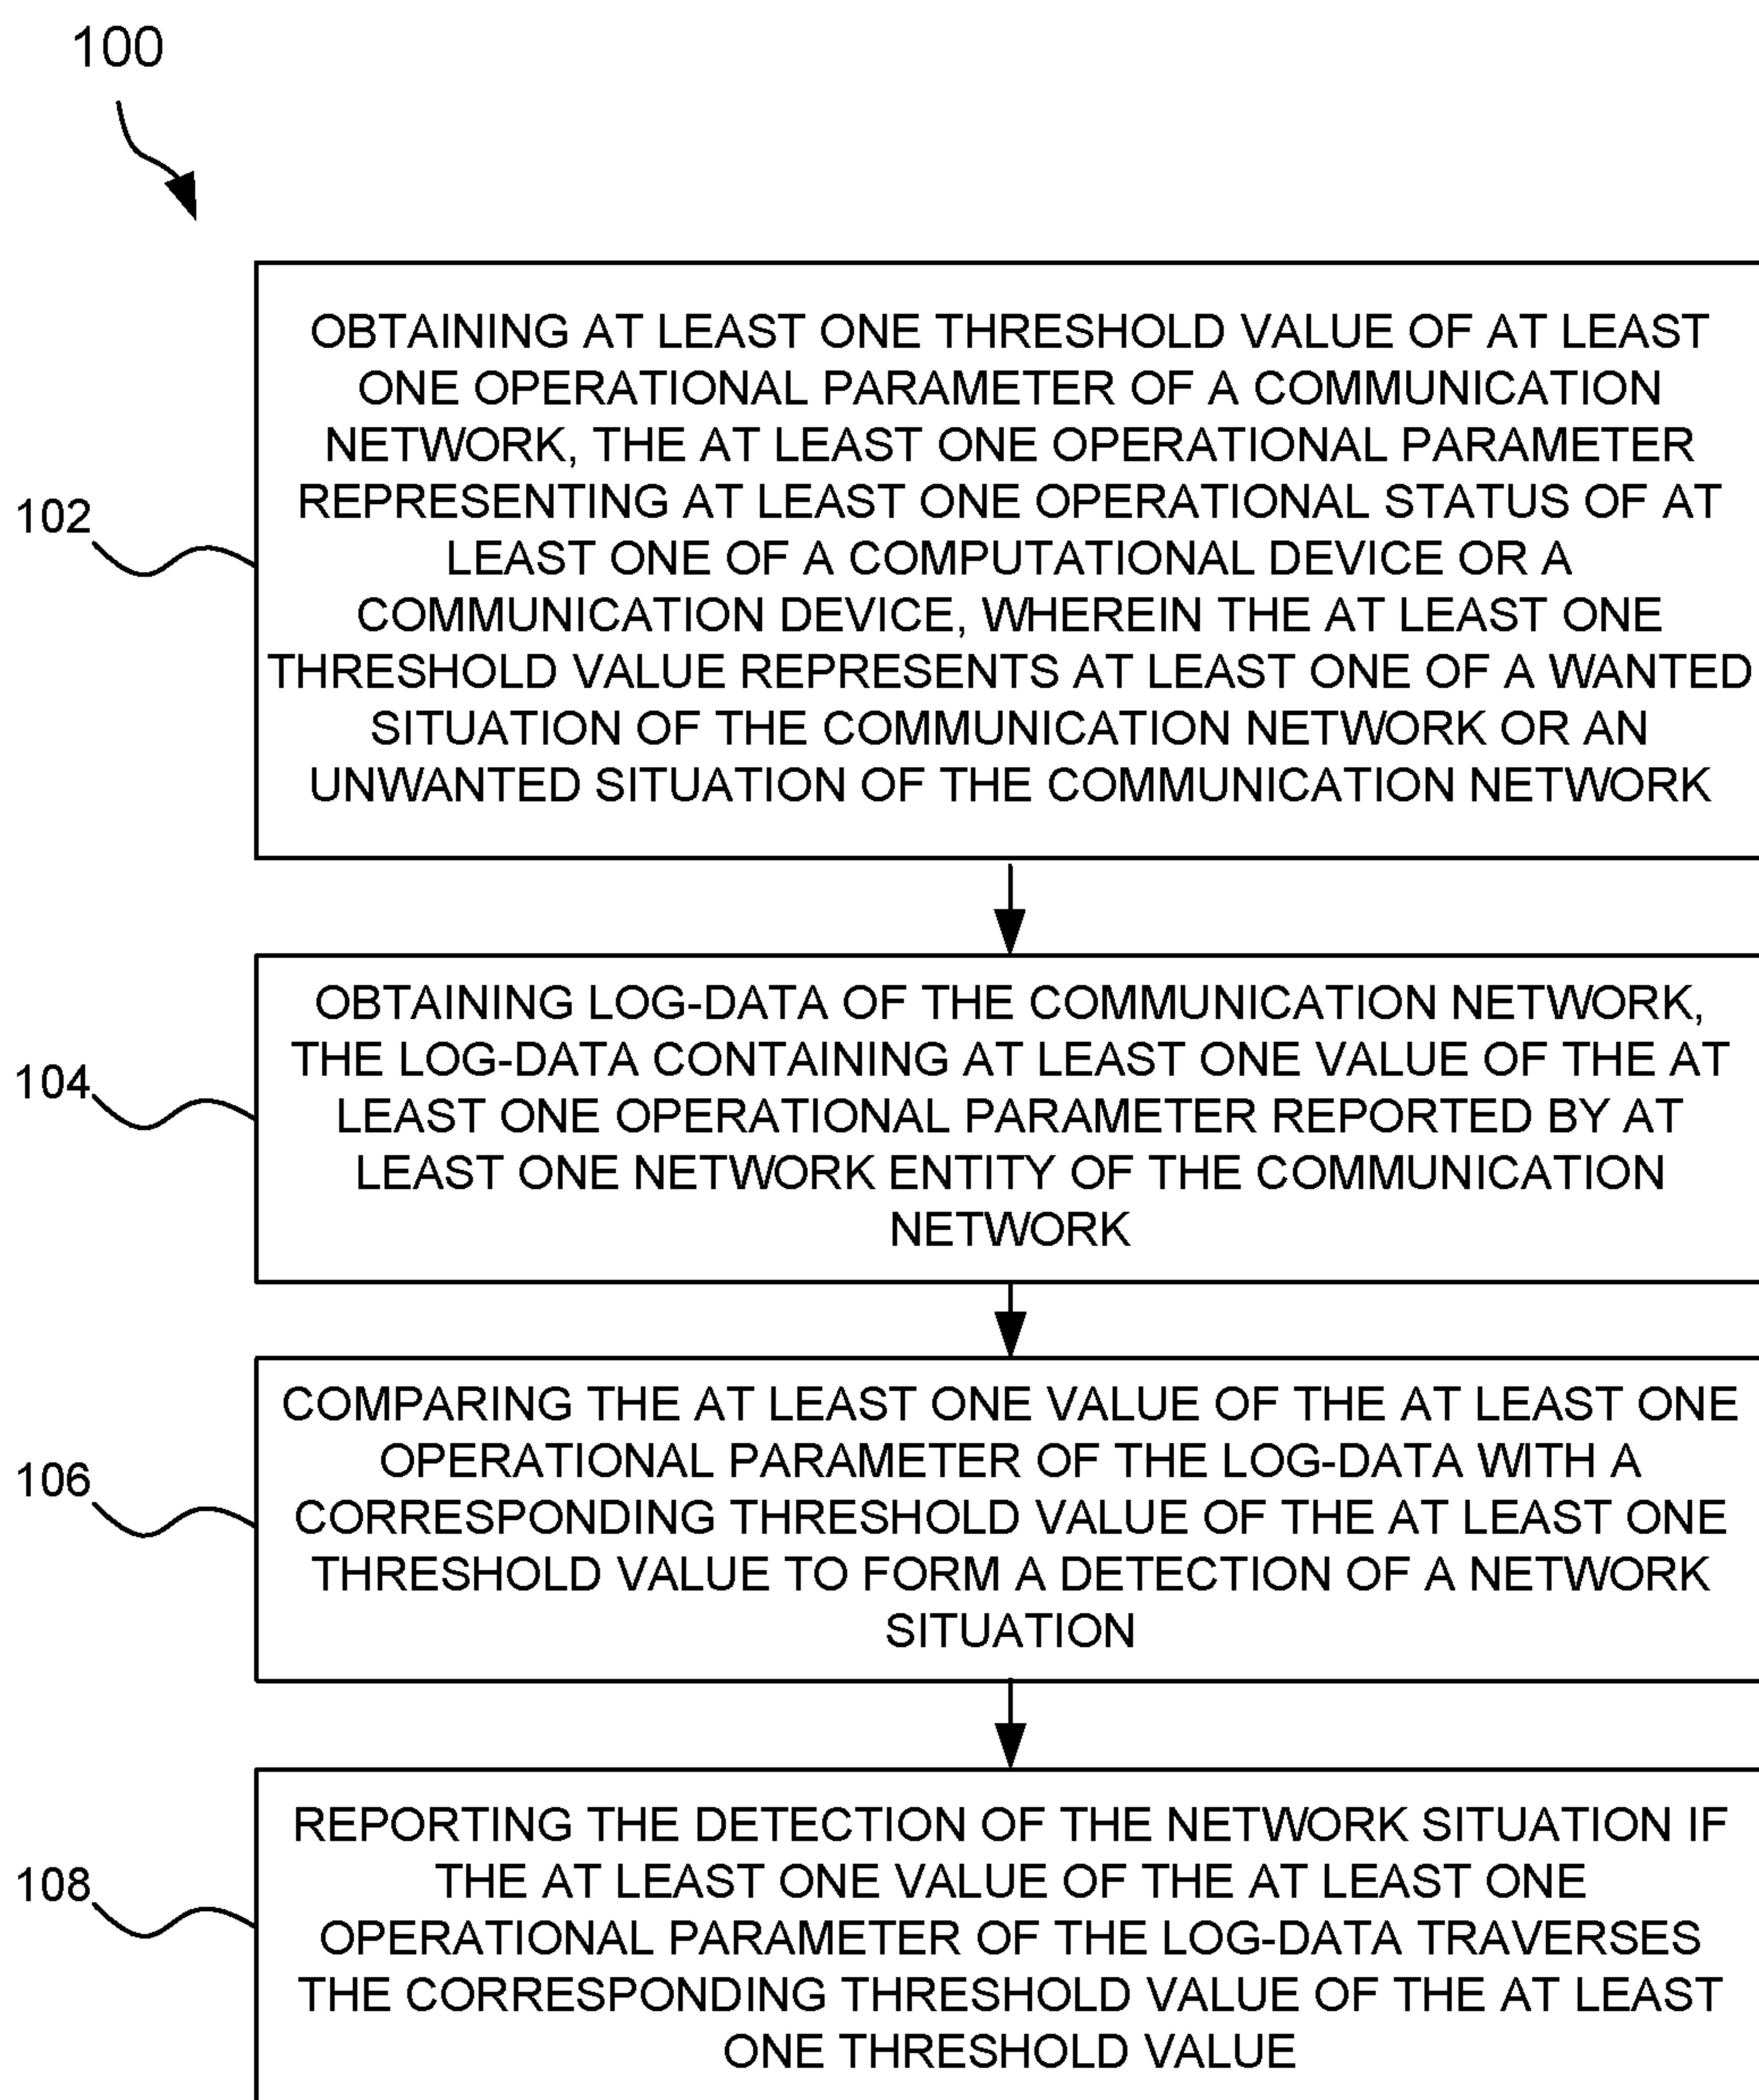 100
OBTAINING AT LEAST ONE THRESHOLD VALUE OF AT LEAST
ONE OPERATIONAL PARAMETER OF A COMMUNICATION
NETWORK, THE AT LEAST ONE OPERATIONAL PARAMETER
REPRESENTING AT LEAST ONE OPERATIONAL STATUS OF AT
LEAST ONE OF A COMPUTATIONAL DEVICE OR A
COMMUNICATION DEVICE, WHEREIN THE AT LEAST ONE
THRESHOLD VALUE REPRESENTS AT LEAST ONE OF A WANTED
SITUATION OF THE COMMUNICATION NETWORK OR AN
UNWANTED SITUATION OF THE COMMUNICATION NETWORK
102
OBTAINING LOG-DATA OF THE COMMUNICATION NETWORK,
THE LOG-DATA CONTAINING AT LEAST ONE VALUE OF THE AT
LEAST ONE OPERATIONAL PARAMETER REPORTED BY AT
LEAST ONE NETWORK ENTITY OF THE COMMUNICATION
NETWORK
104
COMPARING THE AT LEAST ONE VALUE OF THE AT LEAST ONE
OPERATIONAL PARAMETER OF THE LOG-DATA WITH A
CORRESPONDING THRESHOLD VALUE OF THE AT LEAST ONE
THRESHOLD VALUE TO FORM A DETECTION OF A NETWORK
SITUATION
106
REPORTING THE DETECTION OF THE NETWORK SITUATION IF
THE AT LEAST ONE VALUE OF THE AT LEAST ONE
OPERATIONAL PARAMETER OF THE LOG-DATA TRAVERSES
THE CORRESPONDING THRESHOLD VALUE OF THE AT LEAST
ONE THRESHOLD VALUE
108